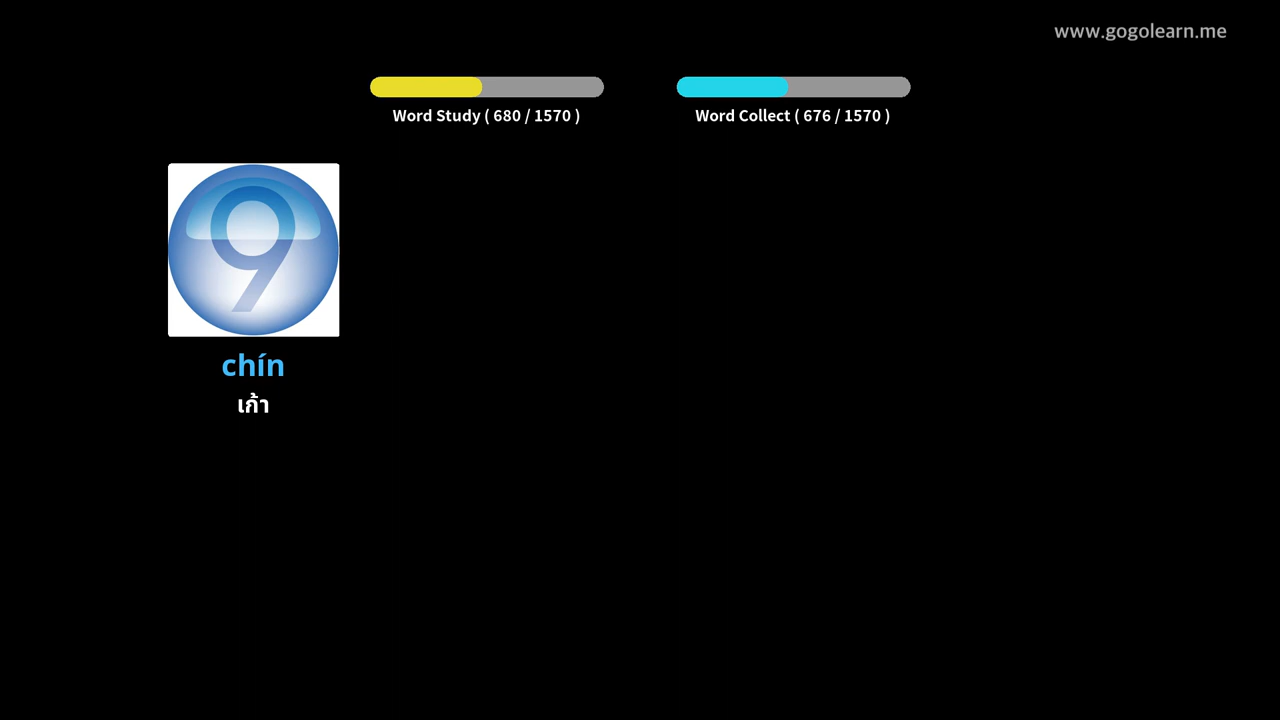 www.gogolearn.me
Word Study ( 680 / 1570 )
Word Collect ( 676 / 1570 )
9
chín
เก้า